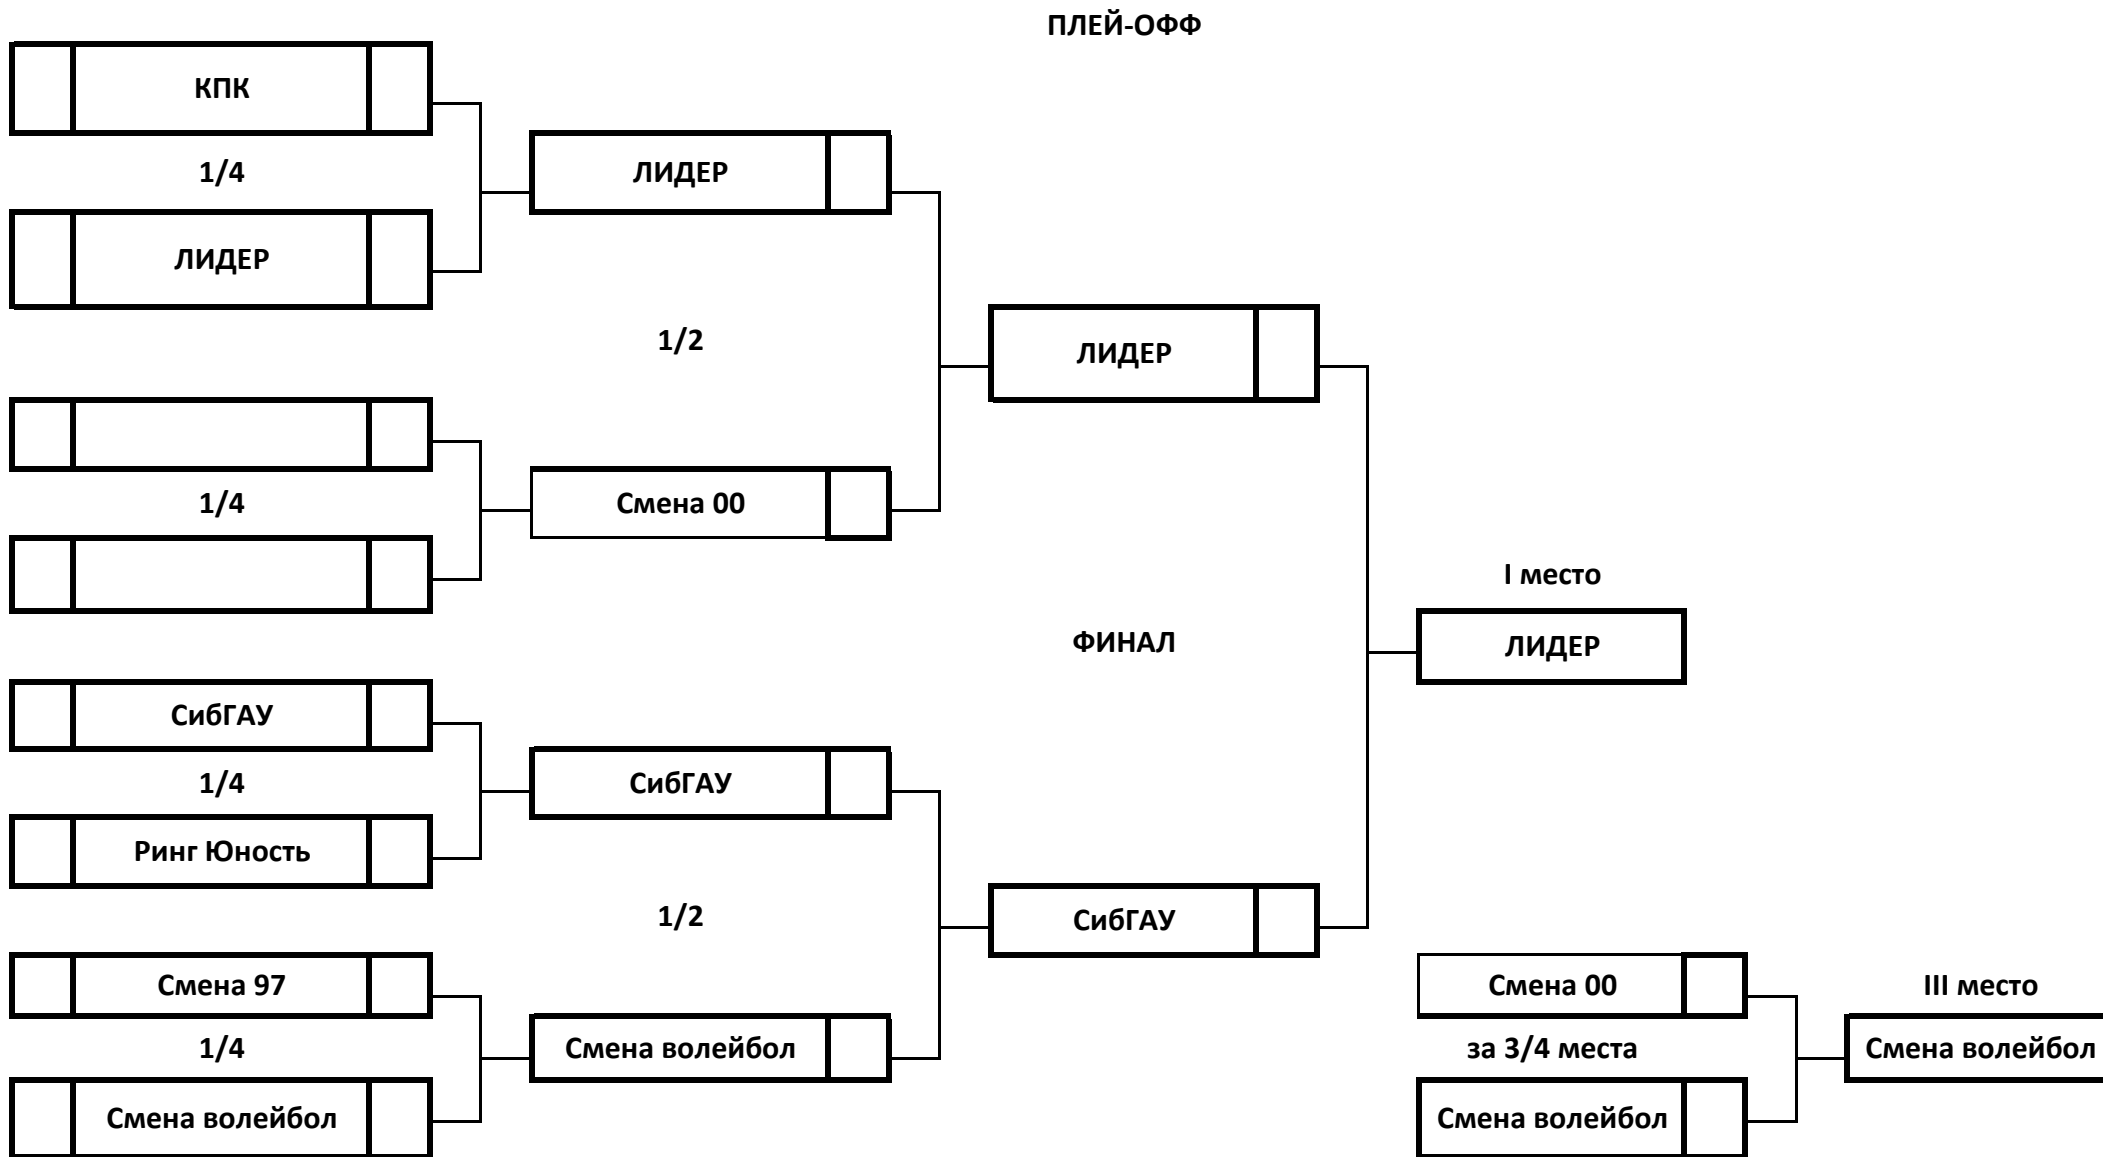 ПЛЕЙ-ОФФ
КПК
1/4
ЛИДЕР
ЛИДЕР
1/2
ЛИДЕР
1/4
Смена 00
I место
ФИНАЛ
ЛИДЕР
СибГАУ
1/4
СибГАУ
Ринг Юность
1/2
СибГАУ
Смена 97
1/4
Смена волейбол
Смена волейбол
Смена 00
III место
за 3/4 места
Смена волейбол
Смена волейбол